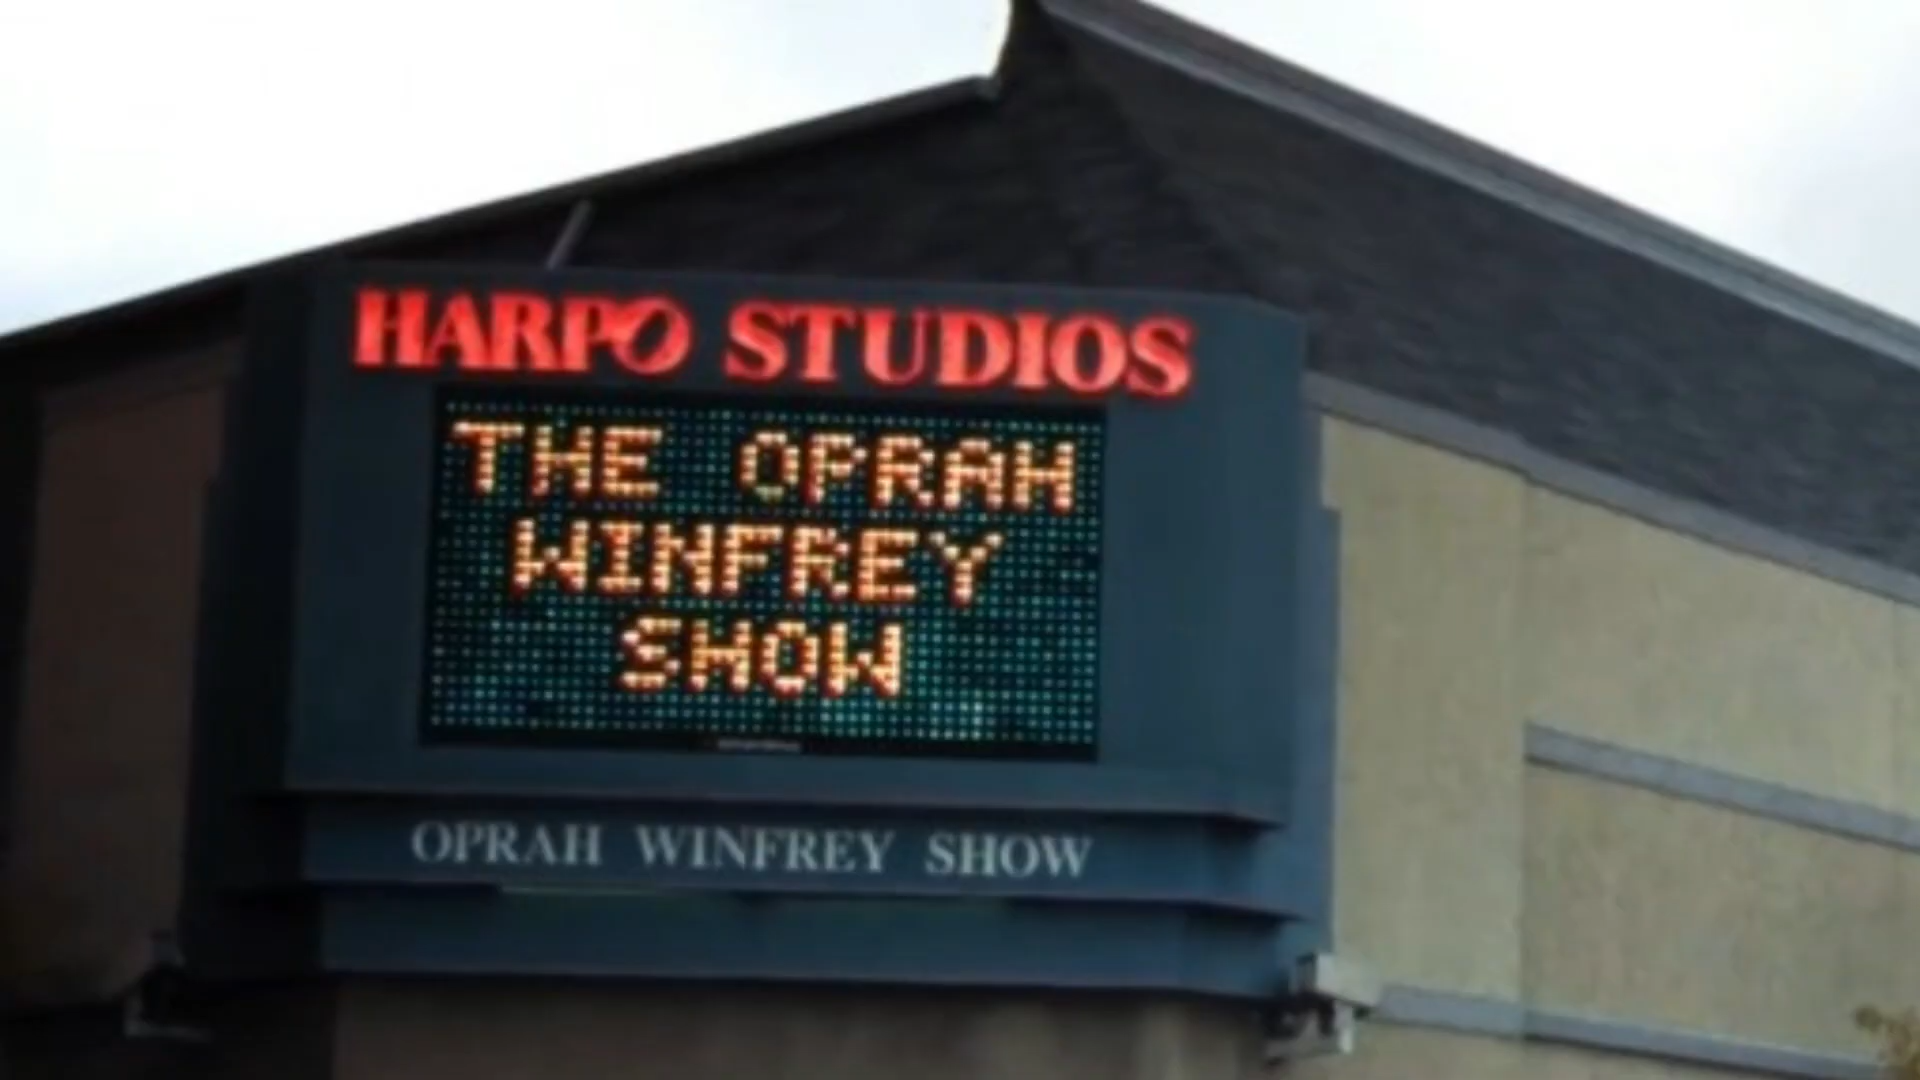 HARPO STUDIOS
THE OPRAH
WINFREY
SHOW
OPRAH WINFREY SHOW